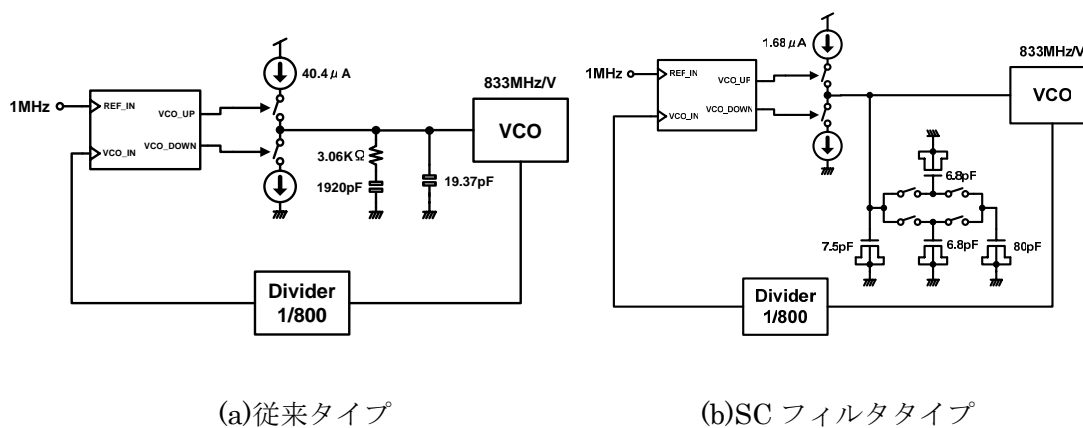 40.4μA
1MHz
REF_IN
VCO_UP
VCO_IN
VCO_DOWN
833MHz/V
VCO
3.06KΩ
1920pF
19.37pF
Divider
1/800
(a)従来タイプ
1.68μA
1MHz
REF_IN
VCO_UP
VCO_IN
VCO_DOWN
833MHz/V
VCO
6.8pF
7.5pF
6.8pF
80pF
Divider
1/800
(b)SC フィルタタイプ